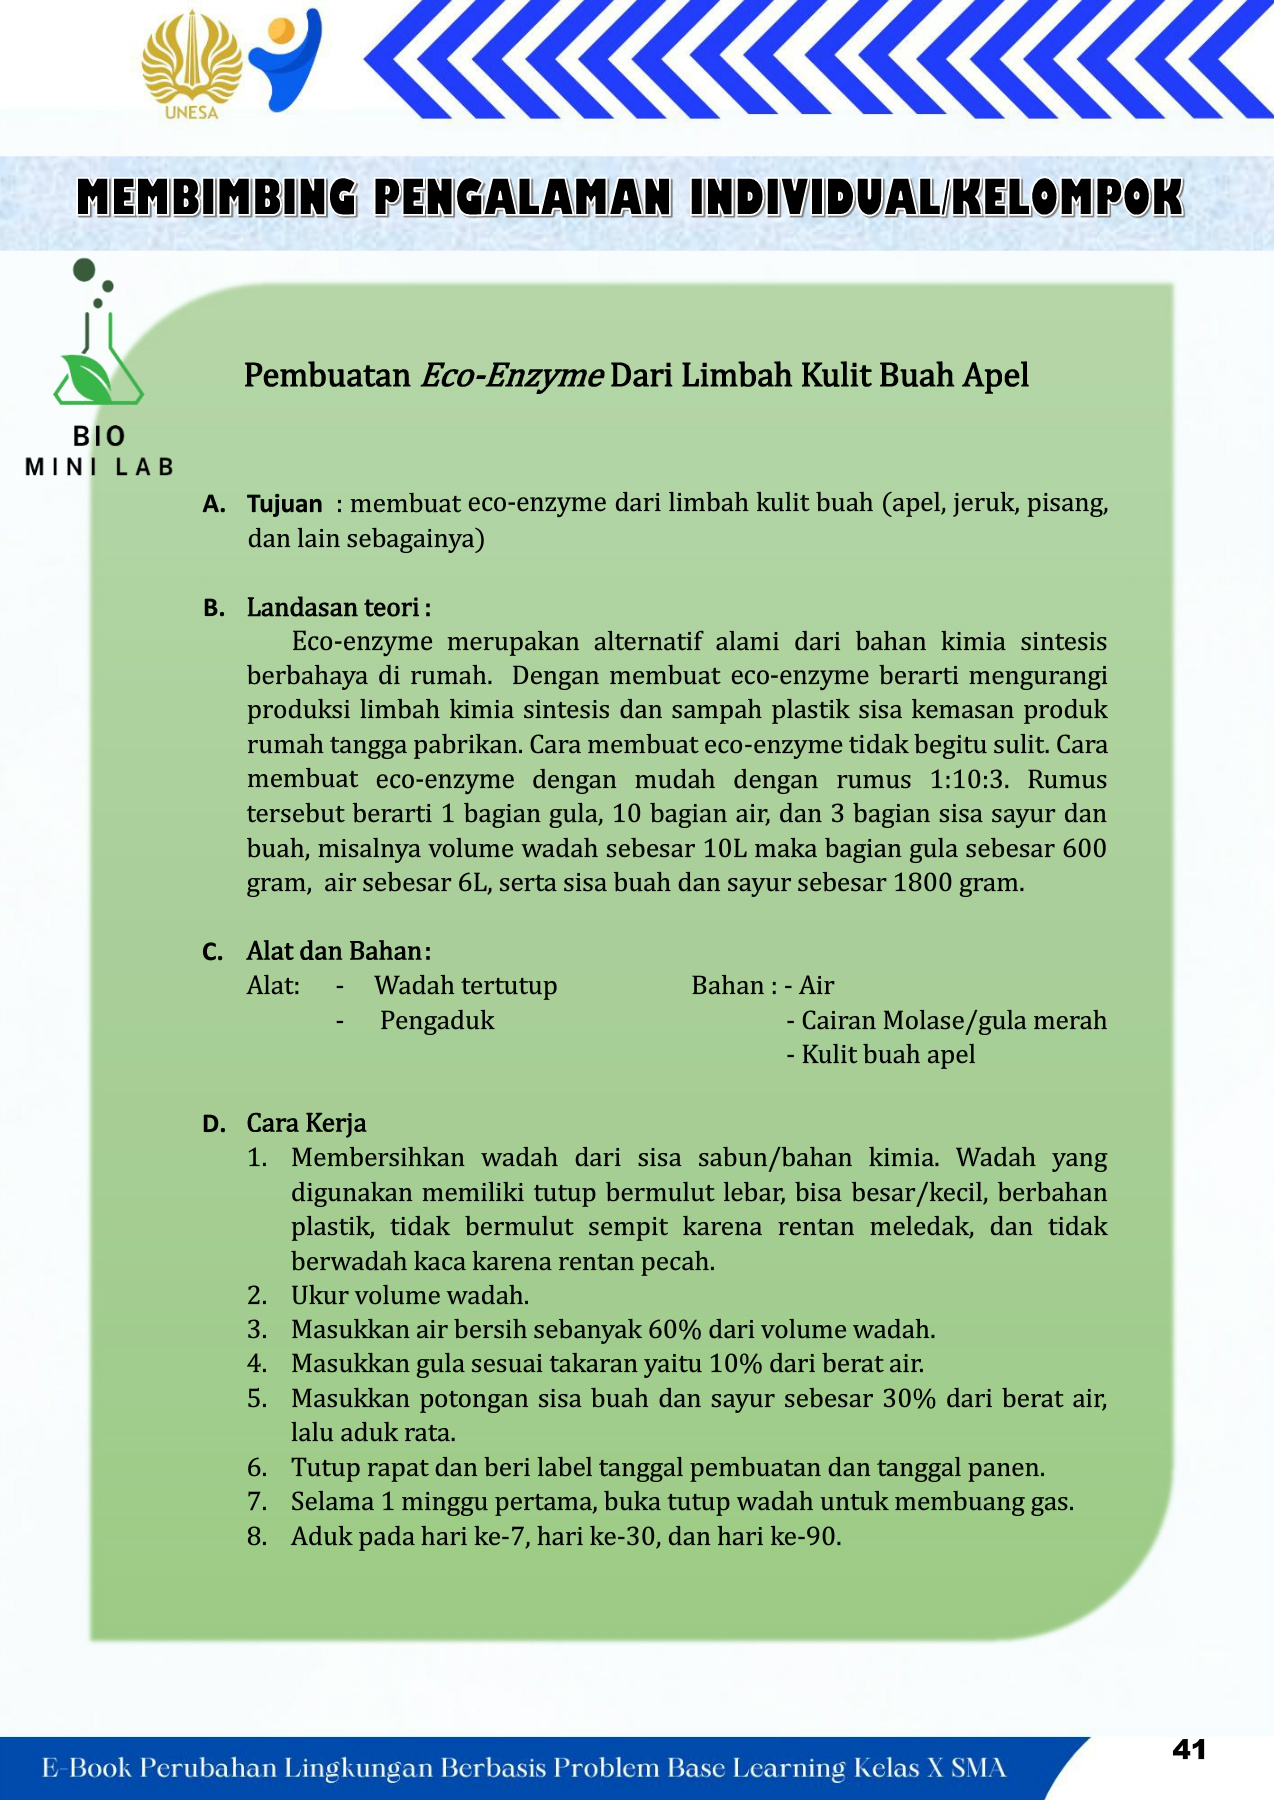 UNESA
MEMBIMBING PENGALAMAN INDIVIDUAL/KELOMPOK
BIO
MINI LAB
Pembuatan Eco-Enzyme Dari Limbah Kulit Buah Apel
A. Tujuan : membuat eco-enzyme dari limbah kulit buah (apel, jeruk, pisang,
dan lain sebagainya)
B. Landasan teori :
Eco-enzyme merupakan alternatif alami dari bahan kimia sintesis
berbahaya di rumah. Dengan membuat eco-enzyme berarti mengurangi
produksi limbah kimia sintesis dan sampah plastik sisa kemasan produk
rumah tangga pabrikan. Cara membuat eco-enzyme tidak begitu sulit. Cara
membuat eco-enzyme dengan mudah dengan rumus 1:10:3. Rumus
tersebut berarti 1 bagian gula, 10 bagian air, dan 3 bagian sisa sayur dan
buah, misalnya volume wadah sebesar 10L maka bagian gula sebesar 600
gram, air sebesar 6L, serta sisa buah dan sayur sebesar 1800 gram.
C. Alat dan Bahan :
Alat: - Wadah tertutup Bahan : - Air
- Pengaduk - Cairan Molase/gula merah
- Kulit buah apel
D. Cara Kerja
1. Membersihkan wadah dari sisa sabun/bahan kimia. Wadah yang
digunakan memiliki tutup bermulut lebar, bisa besar/kecil, berbahan
plastik, tidak bermulut sempit karena rentan meledak, dan tidak
berwadah kaca karena rentan pecah.
2. Ukur volume wadah.
3. Masukkan air bersih sebanyak 60% dari volume wadah.
4. Masukkan gula sesuai takaran yaitu 10% dari berat air.
5. Masukkan potongan sisa buah dan sayur sebesar 30% dari berat air,
lalu aduk rata.
6. Tutup rapat dan beri label tanggal pembuatan dan tanggal panen.
7. Selama 1 minggu pertama, buka tutup wadah untuk membuang gas.
8. Aduk pada hari ke-7, hari ke-30, dan hari ke-90.
41
E-Book Perubahan Lingkungan Berbasis Problem Base Learning Kelas X SMA